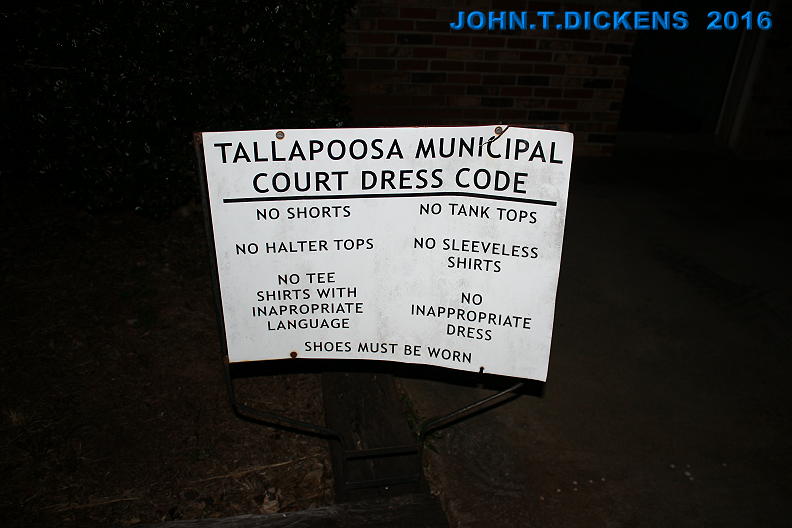 JOHN.T.DICKENS 2016
TALLAPOOSA MUNICIPAL
COURT DRESS CODE
NO SHORTS
NO HALTER TOPS
NO TEE
SHIRTS WITH
INAPROPRIATE
LANGUAGE
NO TANK TOPS
NO SLEEVELESS
SHIRTS
NO
INAPPROPRIATE
DRESS
SHOES MUST BE WORN